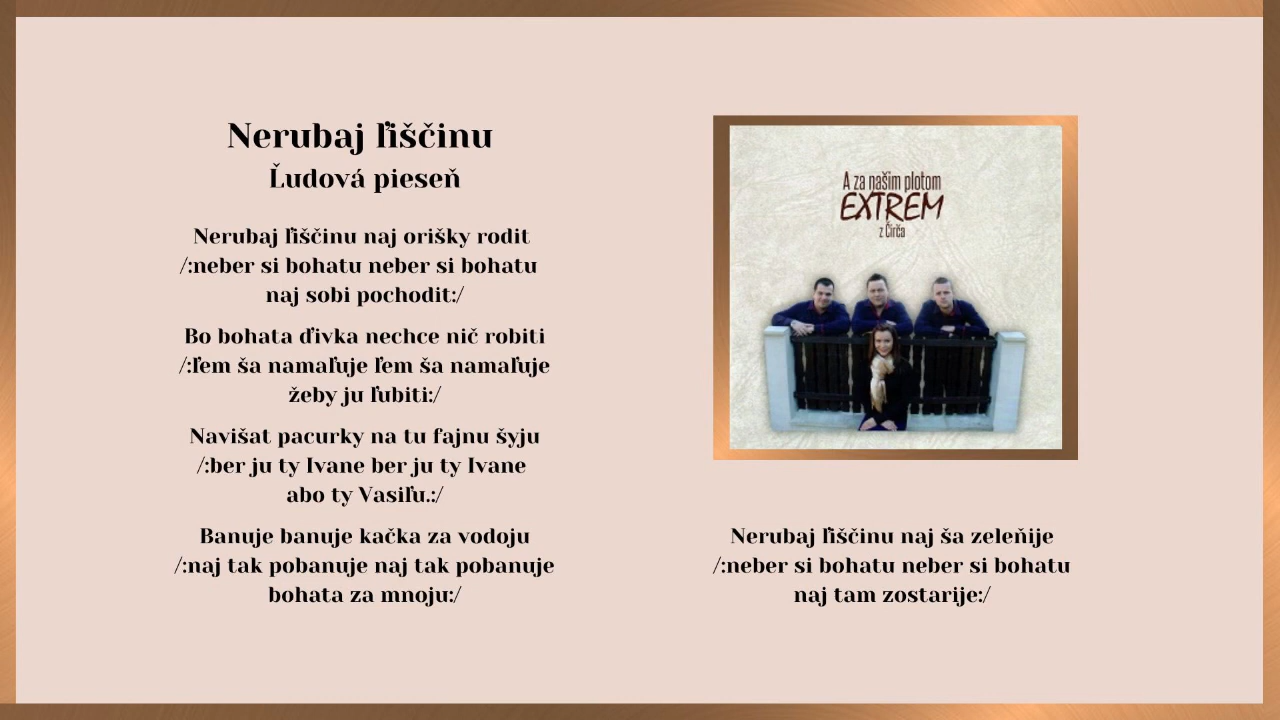 Nerubaj ľiščinu
Ľudová pieseň
Nerubaj ľiščinu naj orišky rodit
/:neber si bohatu neber si bohatu
naj sobi pochodit:/
Bo bohata ďivka nechce nič robiti
/:ľem ša namaľuje ľem ša namaľuje
žeby ju ľubiti:/
Navišat pacurky na tu fajnu šyju
/:ber ju ty Ivane ber ju ty Ivane
abo ty Vasiľu.:/
Banuje banuje kačka za vodoju
/:naj tak pobanuje naj tak pobanuje
bohata za mnoju:/
A za našim plotom
EXTREM
z Čirča
Nerubaj ľiščinu naj ša zeleňije
/:neber si bohatu neber si bohatu
naj tam zostarije:/